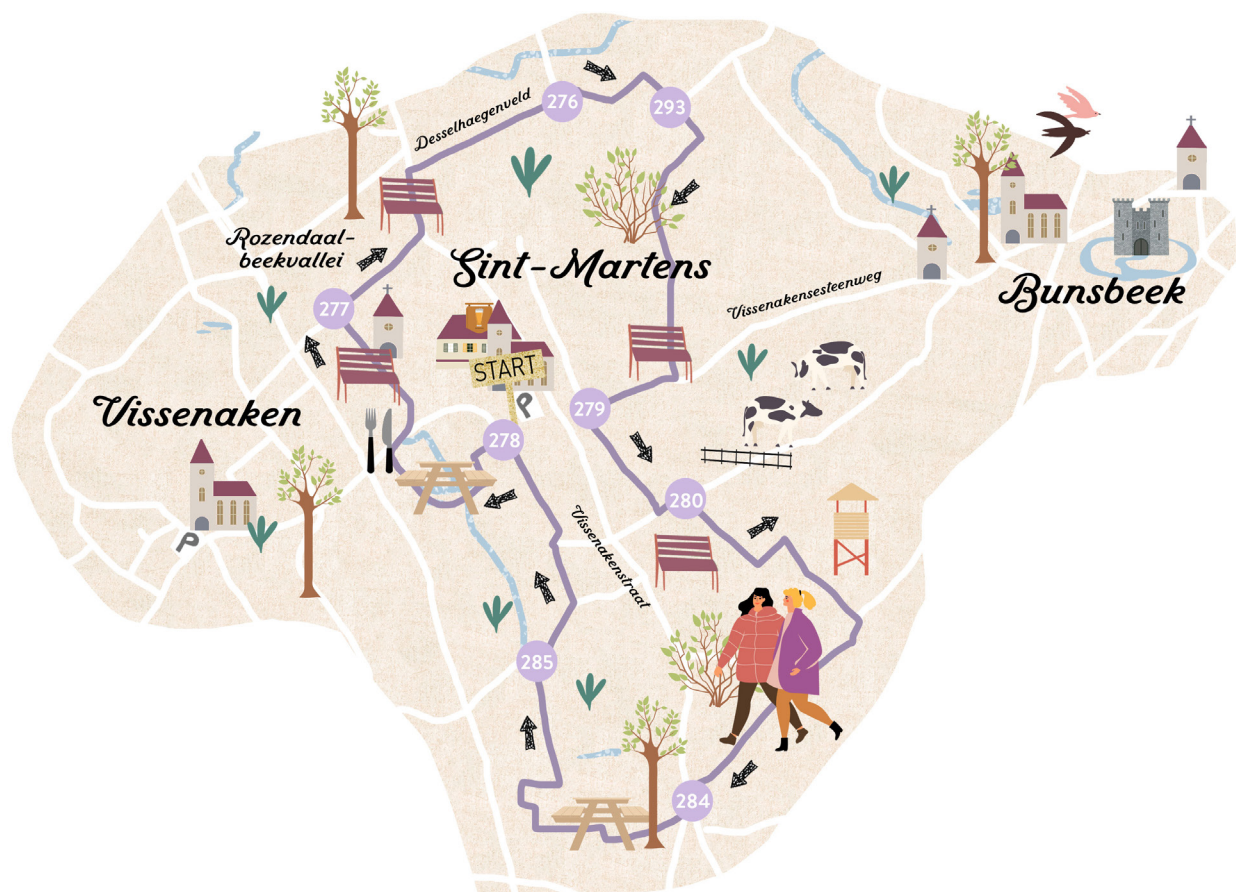 276
293
Desselhaegenveld
Rozendaal-
beekvallei
Sint-Martens
Bunsbeek
277
Vissenakensesteenweg
START
P
Vissenaken
279
278
280
P
Vissenakenstraat
285
284